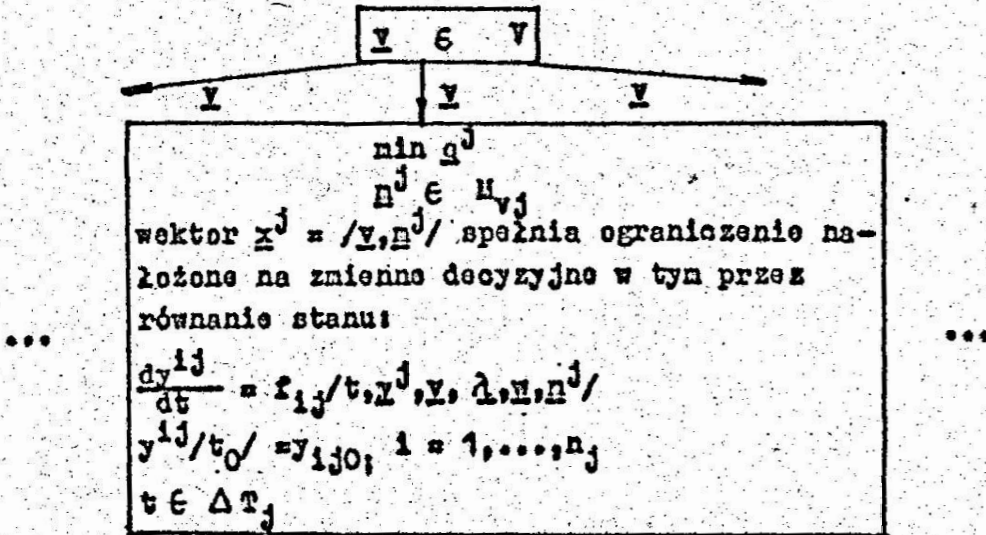 v ∈ V
v v v
min q^j
n^j ∈ N_vj
wektor x^j = /v,n^j/ spełnia ograniczenie na-
łożone na zmienne decyzyjne w tym przez
równanie stanu:
... ...
dy^ij/dt = f_ij/t,y^j,v, λ,w,n^j/
y^ij/t_0/ =y_ij0; i = 1,...,n_j
t ∈ ΔT_j